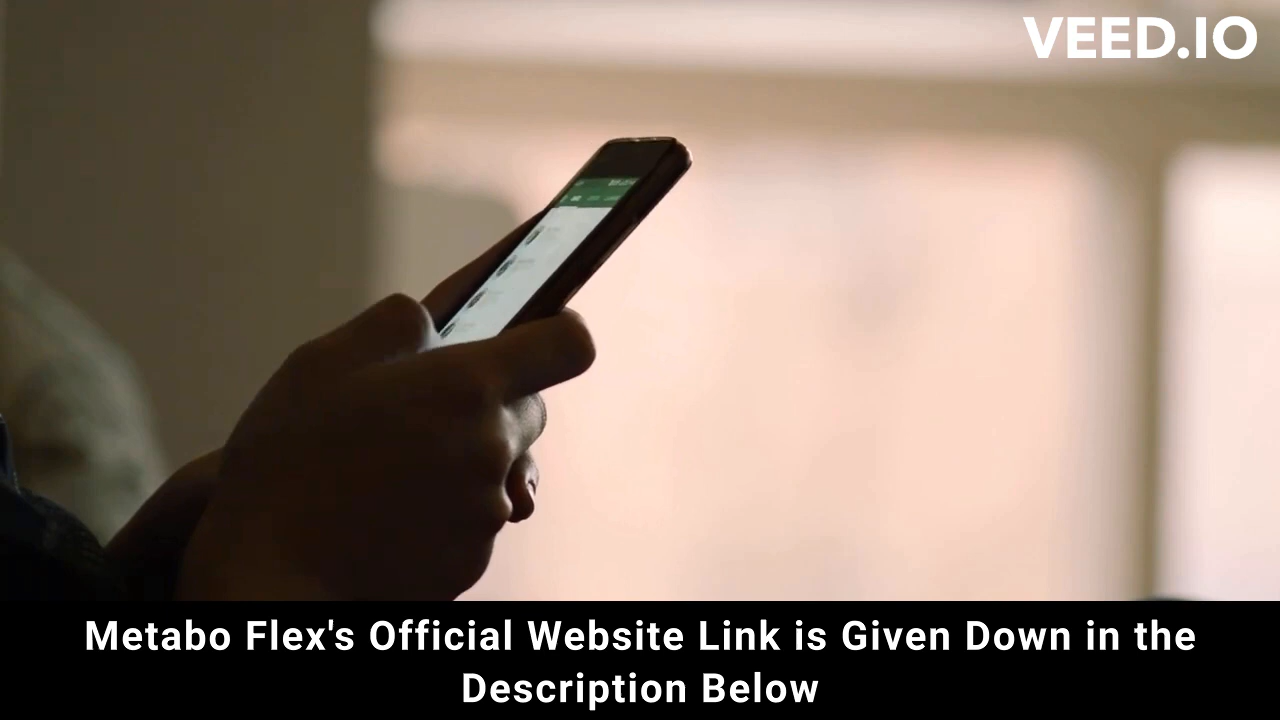 VEED.IO
Metabo Flex's Official Website Link is Given Down in the
Description Below